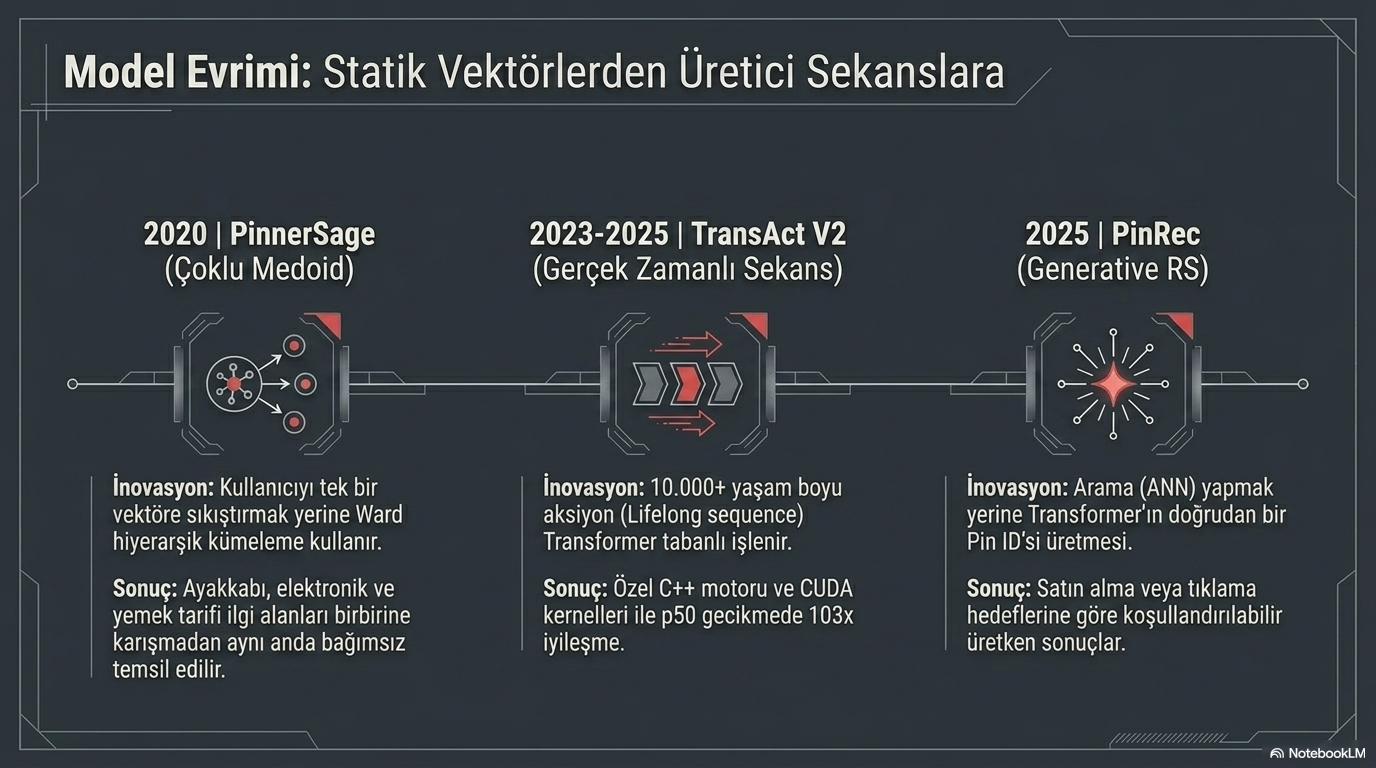 Model Evrimi: Statik Vektörlerden Üretici Sekanslara
2020 | PinnerSage
(Çoklu Medoid)
İnovasyon: Kullanıcıyı tek bir
vektöre sıkıştırmak yerine Ward
hiyerarşik kümeleme kullanır.
Sonuç: Ayakkabı, elektronik ve
yemek tarifi ilgi alanları birbirine
karışmadan aynı anda bağımsız
temsil edilir.
2023-2025 | TransAct V2
(Gerçek Zamanlı Sekans)
İnovasyon: 10.000+ yaşam boyu
aksiyon (Lifelong sequence)
Transformer tabanlı işlenir.
Sonuç: Özel C++ motoru ve CUDA
kernelleri ile p50 gecikmede 103x
iyileşme.
2025 | PinRec
(Generative RS)
İnovasyon: Arama (ANN) yapmak
yerine Transformer'ın doğrudan bir
Pin ID'si üretmesi.
Sonuç: Satın alma veya tıklama
hedeflerine göre koşullandırılabilir
üretken sonuçlar.
NotebookLM